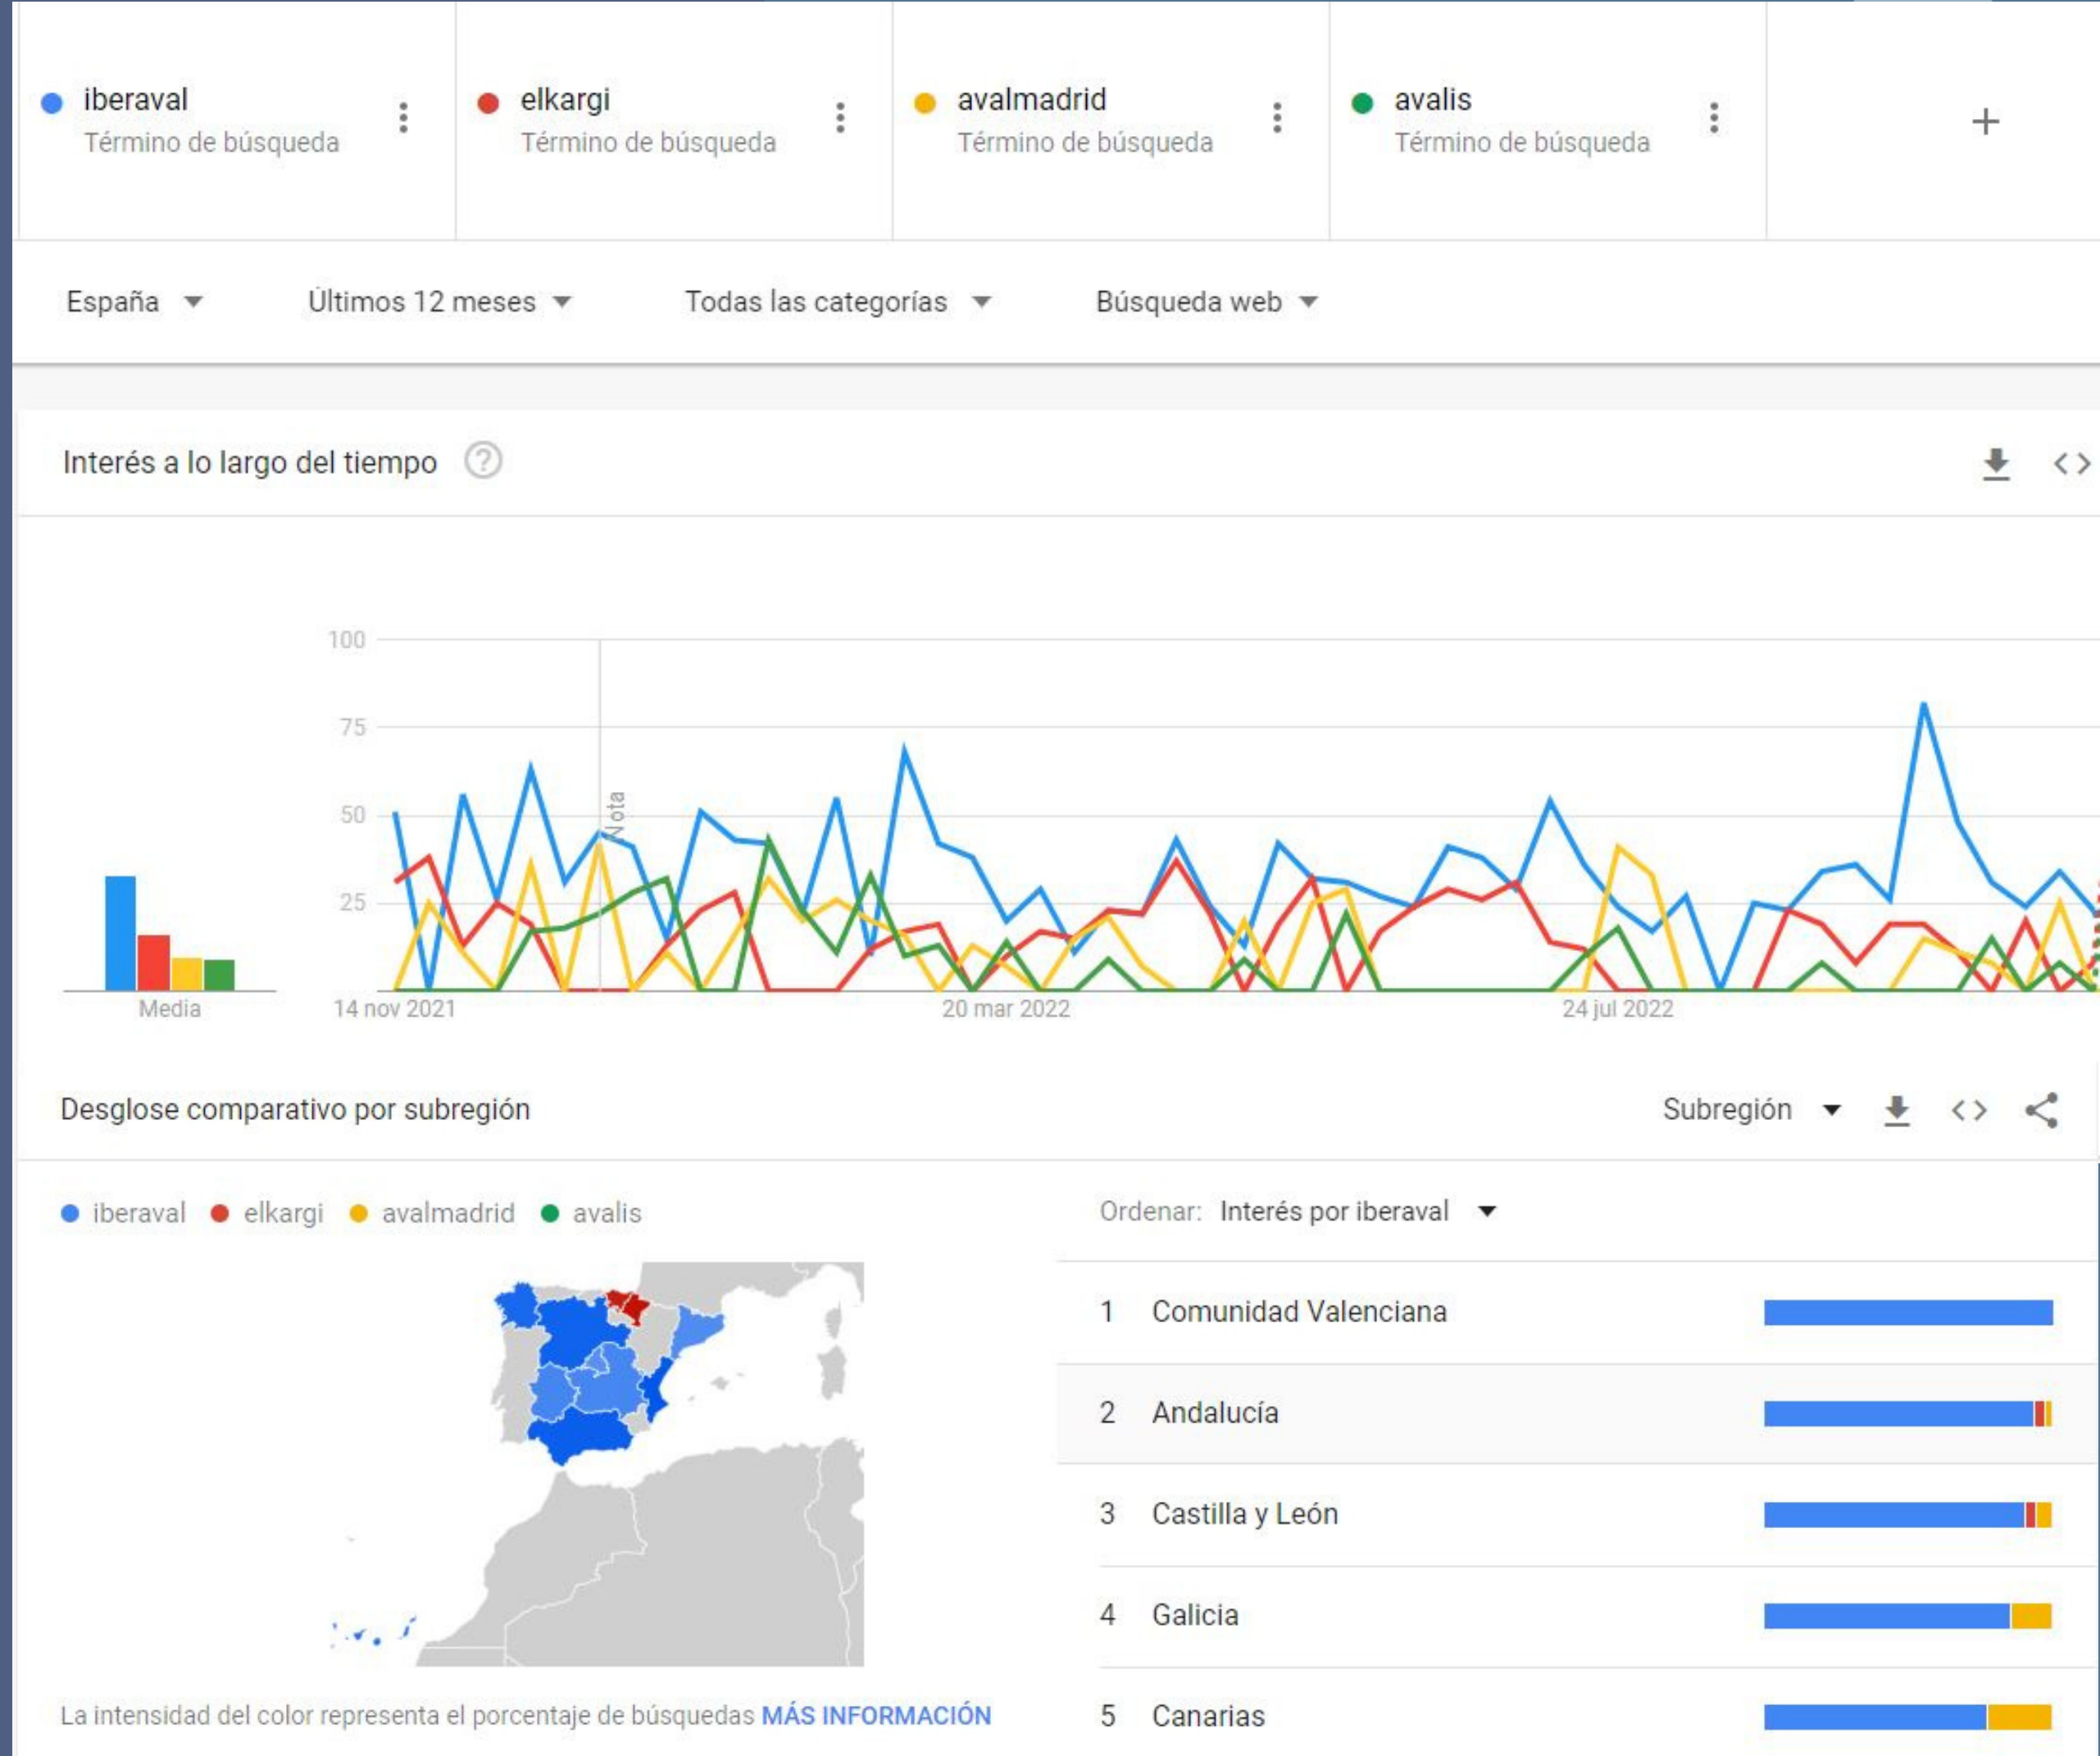 iberaval
Término de búsqueda
elkargi
Término de búsqueda
avalmadrid
Término de búsqueda
avalis
Término de búsqueda
+
España
Últimos 12 meses
Todas las categorías
Búsqueda web
Interés a lo largo del tiempo
100
75
50
25
Nota
Media
14 nov 2021
20 mar 2022
24 jul 2022
Desglose comparativo por subregión
Subregión
iberaval elkargi avalmadrid avalis
Ordenar: Interés por iberaval
1 Comunidad Valenciana
2 Andalucía
3 Castilla y León
4 Galicia
5 Canarias
La intensidad del color representa el porcentaje de búsquedas MÁS INFORMACIÓN